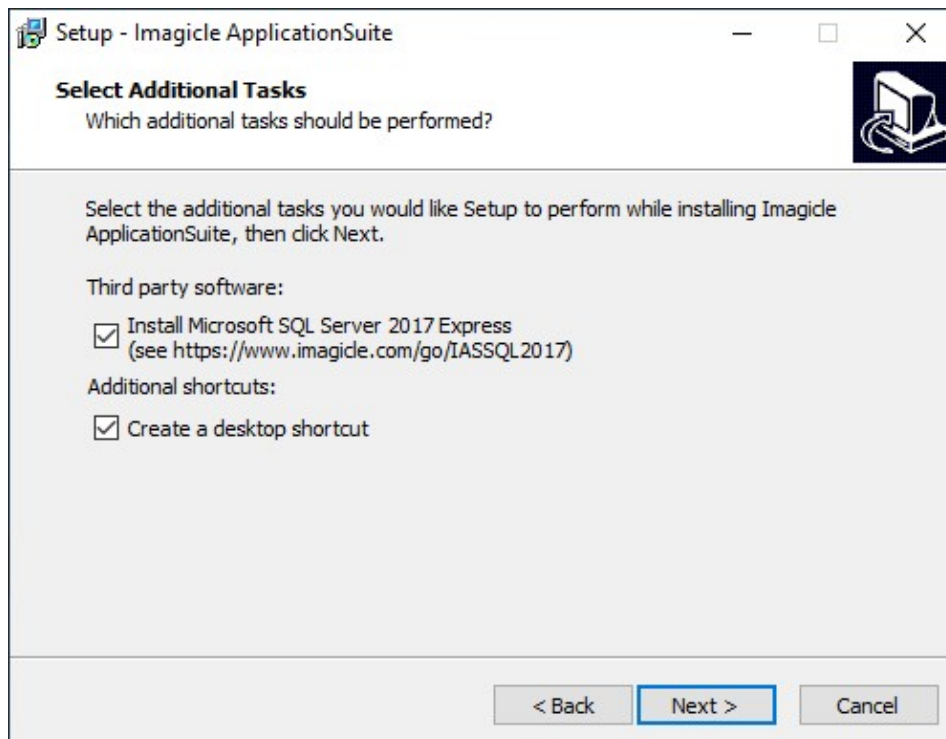 Setup - Imagicle ApplicationSuite
Select Additional Tasks
Which additional tasks should be performed?
Select the additional tasks you would like Setup to perform while installing Imagicle
ApplicationSuite, then click Next.
Third party software:
Install Microsoft SQL Server 2017 Express
(see https://www.imagicle.com/go/IASSQL2017)
Additional shortcuts:
Create a desktop shortcut
< Back Next > Cancel